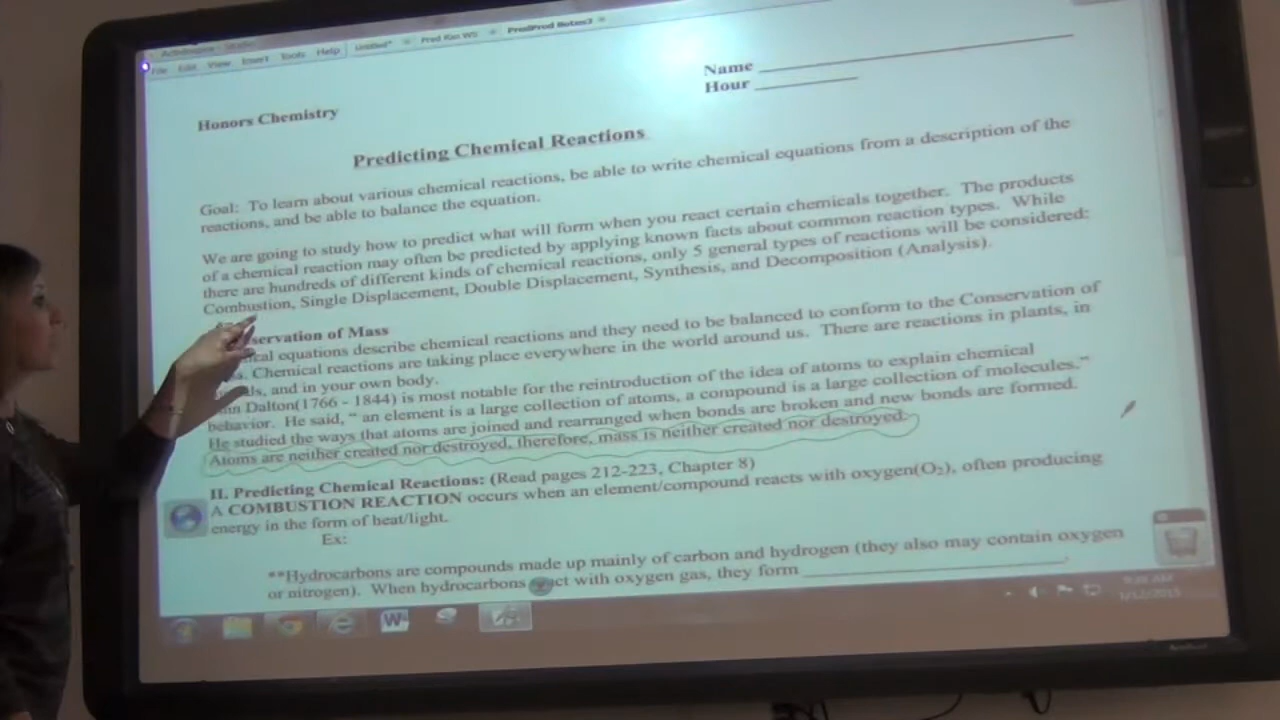 File Edit View Insert Tools Help Untitled* Pred Rxn WS PredProd Notes3
Name
Hour
Honors Chemistry
Predicting Chemical Reactions
Goal: To learn about various chemical reactions, be able to write chemical equations from a description of the
reactions, and be able to balance the equation.
We are going to study how to predict what will form when you react certain chemicals together. The products
of a chemical reaction may often be predicted by applying known facts about common reaction types. While
there are hundreds of different kinds of chemical reactions, only 5 general types of reactions will be considered:
Combustion, Single Displacement, Double Displacement, Synthesis, and Decomposition (Analysis).
of Mass
equations describe chemical reactions and they need to be balanced to conform to the Conservation of
Chemical reactions are taking place everywhere in the world around us. There are reactions in plants, in
and in your own body.
Dalton(1766 - 1844) is most notable for the reintroduction of the idea of atoms to explain chemical
behavior. He said, “ an element is a large collection of atoms, a compound is a large collection of molecules.”
He studied the ways that atoms are joined and rearranged when bonds are broken and new bonds are formed.
Atoms are neither created nor destroyed, therefore, mass is neither created nor destroyed.
II. Predicting Chemical Reactions: (Read pages 212-223, Chapter 8)
A COMBUSTION REACTION occurs when an element/compound reacts with oxygen(O₂), often producing
energy in the form of heat/light.
Ex:
**Hydrocarbons are compounds made up mainly of carbon and hydrogen (they also may contain oxygen
or nitrogen). When hydrocarbons with oxygen gas, they form